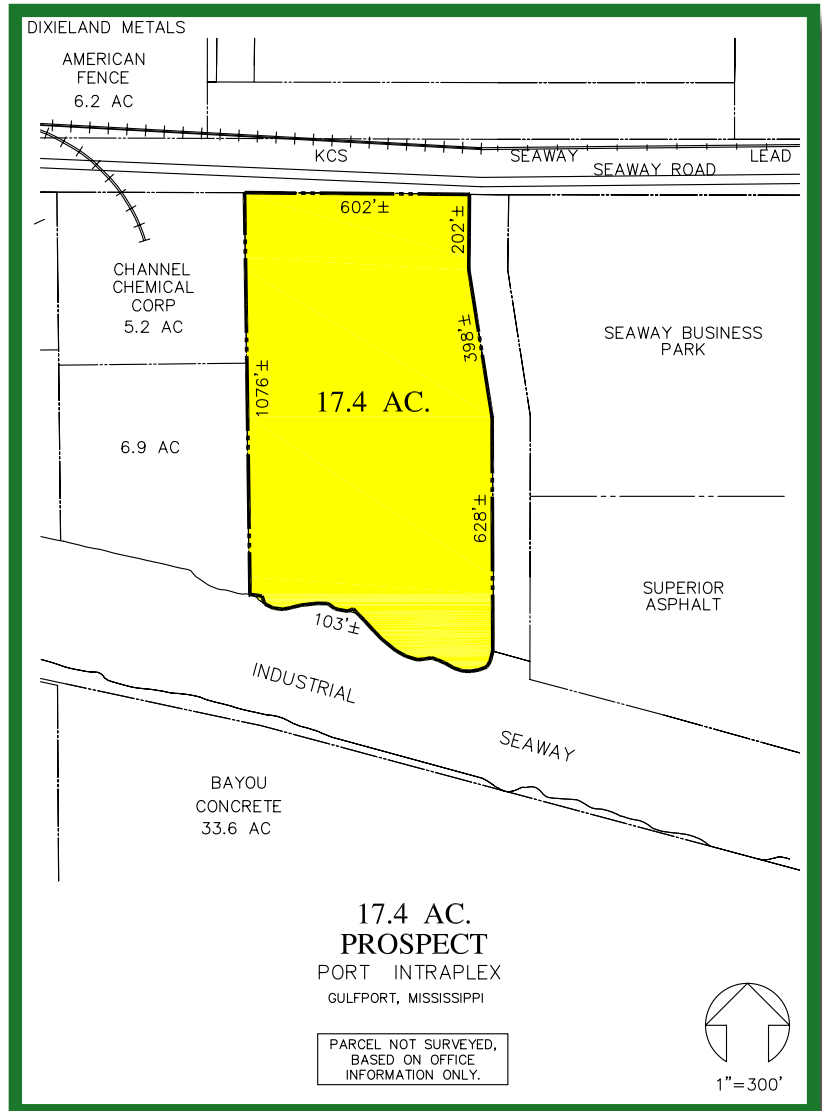 DIXIELAND METALS
AMERICAN
FENCE
6.2 AC
KCS SEAWAY LEAD
SEAWAY ROAD
602'±
202'±
CHANNEL
CHEMICAL
CORP
5.2 AC
398'±
SEAWAY BUSINESS
PARK
1076'±
17.4 AC.
6.9 AC
628'±
SUPERIOR
ASPHALT
103'±
INDUSTRIAL
SEAWAY
BAYOU
CONCRETE
33.6 AC
17.4 AC.
PROSPECT
PORT INTRAPLEX
GULFPORT, MISSISSIPPI
PARCEL NOT SURVEYED,
BASED ON OFFICE
INFORMATION ONLY.
1"=300'